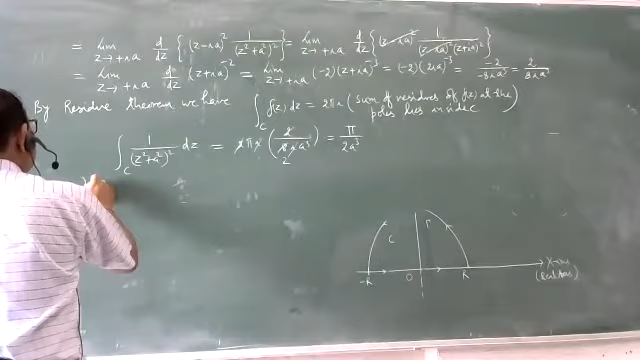 = lim z→+ia d/dz { (z-ia)² 1/(z²+a²)² } = lim z→+ia d/dz { (z-ia)² 1/((z-ia)²(z+ia)²) }
= lim z→+ia d/dz (z+ia)⁻² = lim z→+ia (-2)(z+ia)⁻³ = (-2)(2ia)⁻³ = -2/-8ia³ = 2/8ia³
By Residue theorem we have ∫_C f(z) dz = 2πi (sum of residues of f(z) at the poles lies inside C)
∫_C 1/(z²+a²)² dz = 2πi (2/8ia³) = π/2a³
C Γ
-R O R X-axis
(Real Axis)